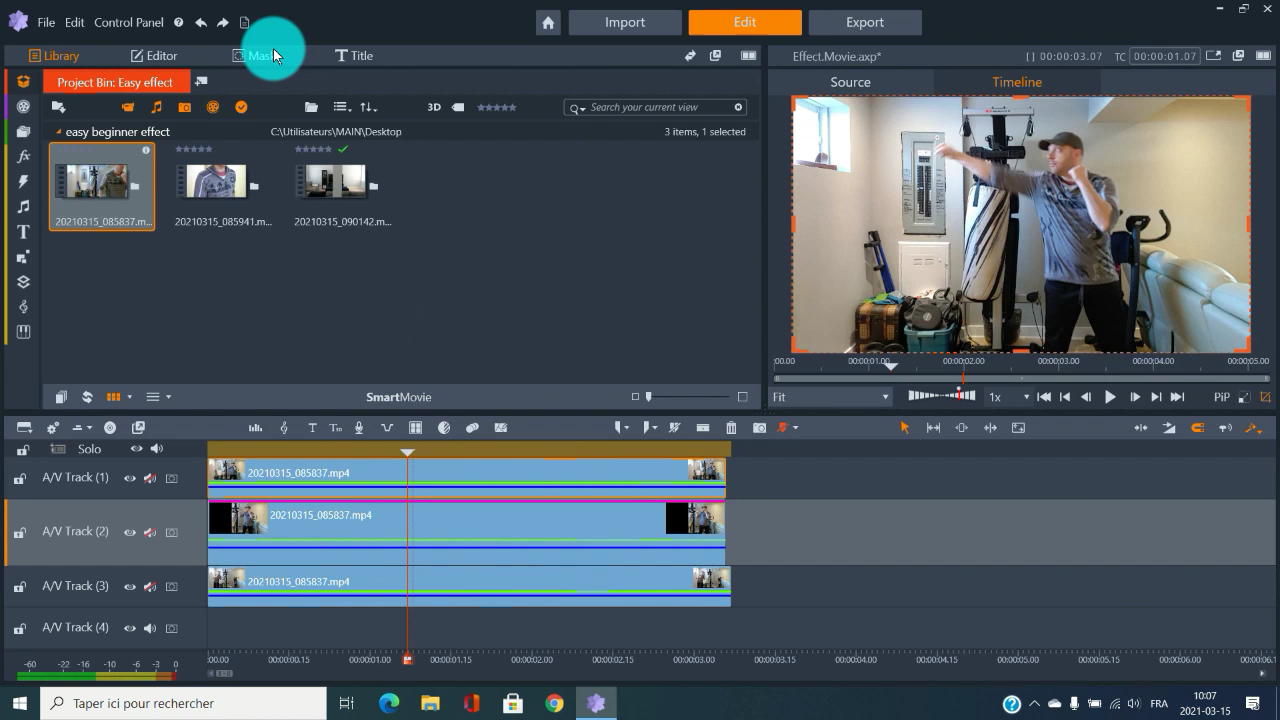 File Edit Control Panel
Import Edit Export
Library Editor Mas Title
Effect.Movie.axp* [] 00:00:03.07 TC 00:00:01.07
Project Bin: Easy effect
Source Timeline
3D Search your current view
easy beginner effect C:\Utilisateurs\MAIN\Desktop 3 items, 1 selected
20210315_085837.m... 20210315_085941.m... 20210315_090142.m...
:00.00 00:00:01.00 00:00:02.00 00:00:03.00 00:00:04.00 00:00:05.00
SmartMovie
Fit 1x PiP
Solo
A/V Track (1) 20210315_085837.mp4
A/V Track (2) 20210315_085837.mp4
A/V Track (3) 20210315_085837.mp4
A/V Track (4)
-60 -22 -16 -10 -6 -3 0
:00.00 00:00:00.15 00:00:01.00 00:00:01.15 00:00:02.00 00:00:02.15 00:00:03.00 00:00:03.15 00:00:04.00 00:00:04.15 00:00:05.00 00:00:05.15 00:00:06.00 00:00:06.1
Taper ici pour rechercher
FRA
10:07
2021-03-15